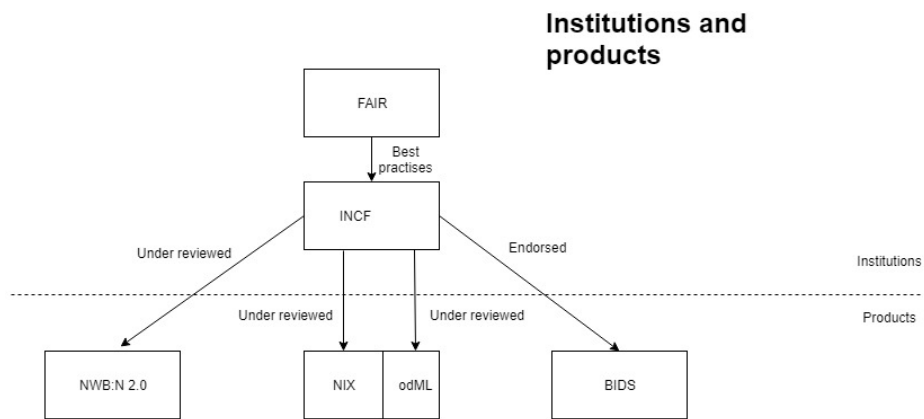 Institutions and
products
FAIR
Best
practises
INCF
Under reviewed
Endorsed
Institutions
Under reviewed
Under reviewed
Products
NWB:N 2.0
NIX
odML
BIDS